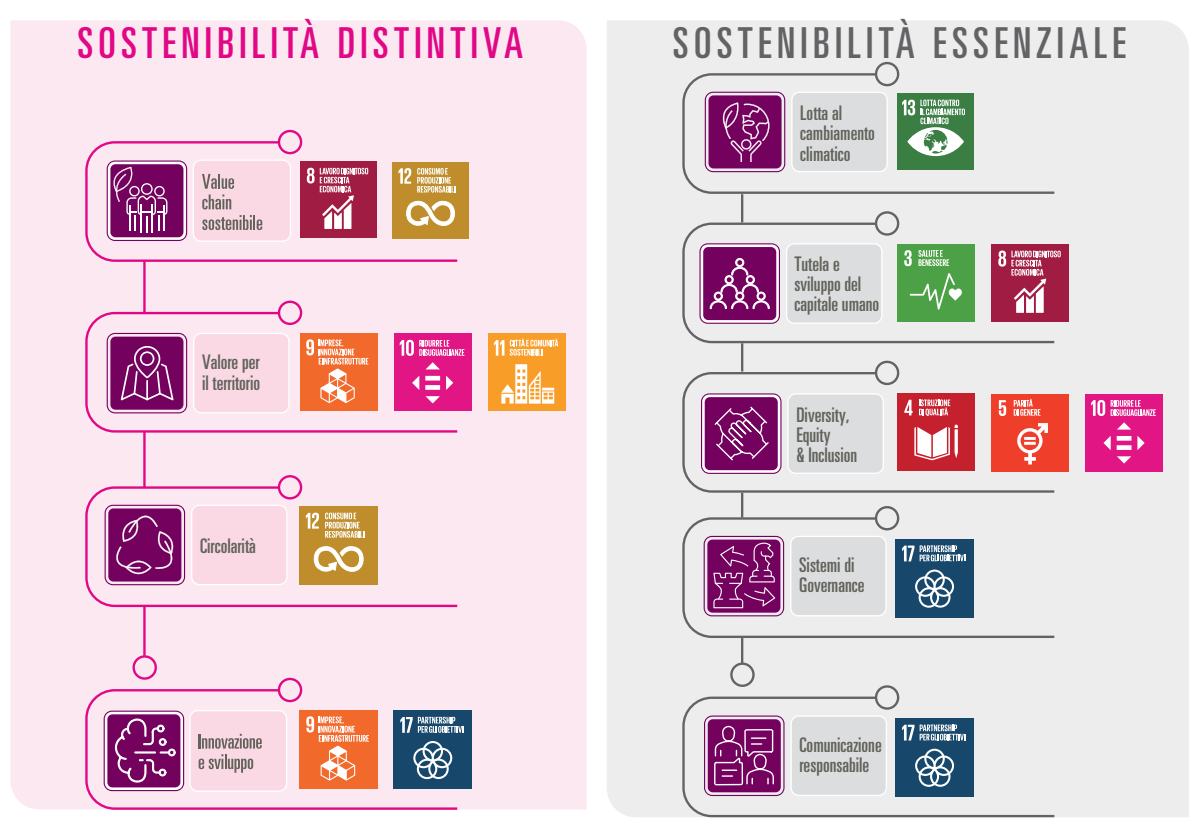 SOSTENIBILITÀ DISTINTIVA
Value
chain
sostenibile
8 LAVORO DIGNITOSO
E CRESCITA
ECONOMICA
12 CONSUMO E
PRODUZIONE
RESPONSABILI
Valore per
il territorio
9 IMPRESE,
INNOVAZIONE
E INFRASTRUTTURE
10 RIDURRE LE
DISUGUAGLIANZE
11 CITTÀ E COMUNITÀ
SOSTENIBILI
Circolarità
12 CONSUMO E
PRODUZIONE
RESPONSABILI
Innovazione
e sviluppo
9 IMPRESE,
INNOVAZIONE
E INFRASTRUTTURE
17 PARTNERSHIP
PER GLI OBIETTIVI
SOSTENIBILITÀ ESSENZIALE
Lotta al
cambiamento
climatico
13 LOTTA CONTRO
IL CAMBIAMENTO
CLIMATICO
Tutela e
sviluppo del
capitale umano
3 SALUTE E
BENESSERE
8 LAVORO DIGNITOSO
E CRESCITA
ECONOMICA
Diversity,
Equity
& Inclusion
4 ISTRUZIONE
DI QUALITÀ
5 PARITÀ
DI GENERE
10 RIDURRE LE
DISUGUAGLIANZE
Sistemi di
Governance
17 PARTNERSHIP
PER GLI OBIETTIVI
Comunicazione
responsabile
17 PARTNERSHIP
PER GLI OBIETTIVI